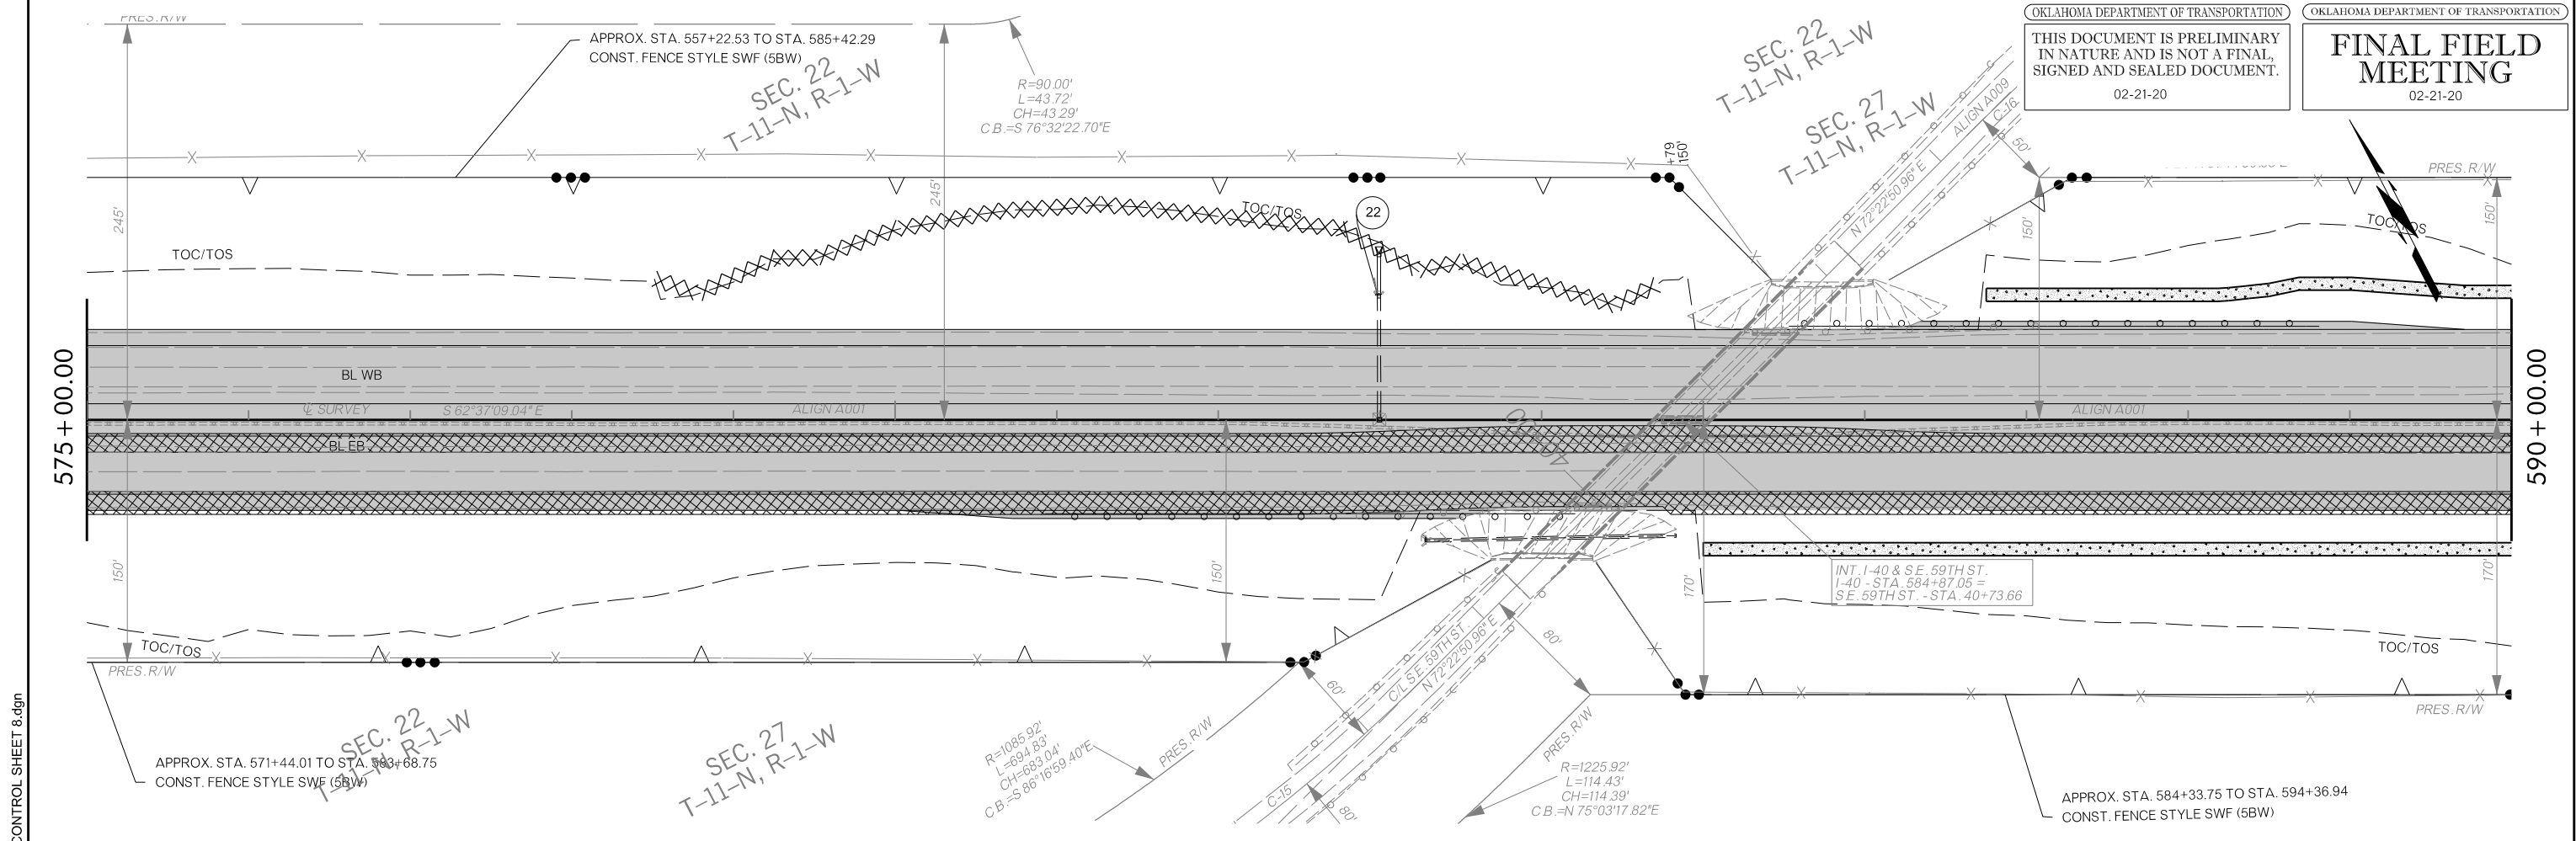 PRES. R/W
APPROX. STA. 557+22.53 TO STA. 585+42.29
CONST. FENCE STYLE SWF (5BW)
SEC. 22
T-11-N, R-1-W
R=90.00'
L=43.72'
CH=43.29'
C.B.=S 76°32'22.70"E
SEC. 22
T-11-N, R-1-W
SEC. 27
T-11-N, R-1-W
OKLAHOMA DEPARTMENT OF TRANSPORTATION
THIS DOCUMENT IS PRELIMINARY
IN NATURE AND IS NOT A FINAL,
SIGNED AND SEALED DOCUMENT.
02-21-20
OKLAHOMA DEPARTMENT OF TRANSPORTATION
FINAL FIELD
MEETING
02-21-20
ALIGN A009
C-16
N 72°22'50.96" E
50'
+79
150'
PRES. R/W
245'
245'
TOC/TOS
TOC/TOS
22
150'
TOC/TOS
150'
575+00.00
BL WB
℄ SURVEY
S 62°37'09.04" E
ALIGN A001
ALIGN A001
BL EB
590+00.00
150'
150'
170'
INT. I-40 & S.E. 59TH ST.
I-40 - STA. 584+87.05 =
S.E. 59TH ST. - STA. 40+73.66
170'
TOC/TOS
PRES. R/W
TOC/TOS
PRES. R/W
C/L S.E. 59TH ST.
N 72°22'50.96" E
80'
60'
SEC. 22
T-11-N, R-1-W
APPROX. STA. 571+44.01 TO STA. 583+68.75
CONST. FENCE STYLE SWF (5BW)
SEC. 27
T-11-N, R-1-W
R=1085.92'
L=694.83'
CH=683.04'
C.B.=S 86°16'59.40"E
PRES. R/W
C-15
80'
PRES. R/W
R=1225.92'
L=114.43'
CH=114.39'
C.B.=N 75°03'17.82"E
APPROX. STA. 584+33.75 TO STA. 594+36.94
CONST. FENCE STYLE SWF (5BW)
CONTROL SHEET 8.dgn